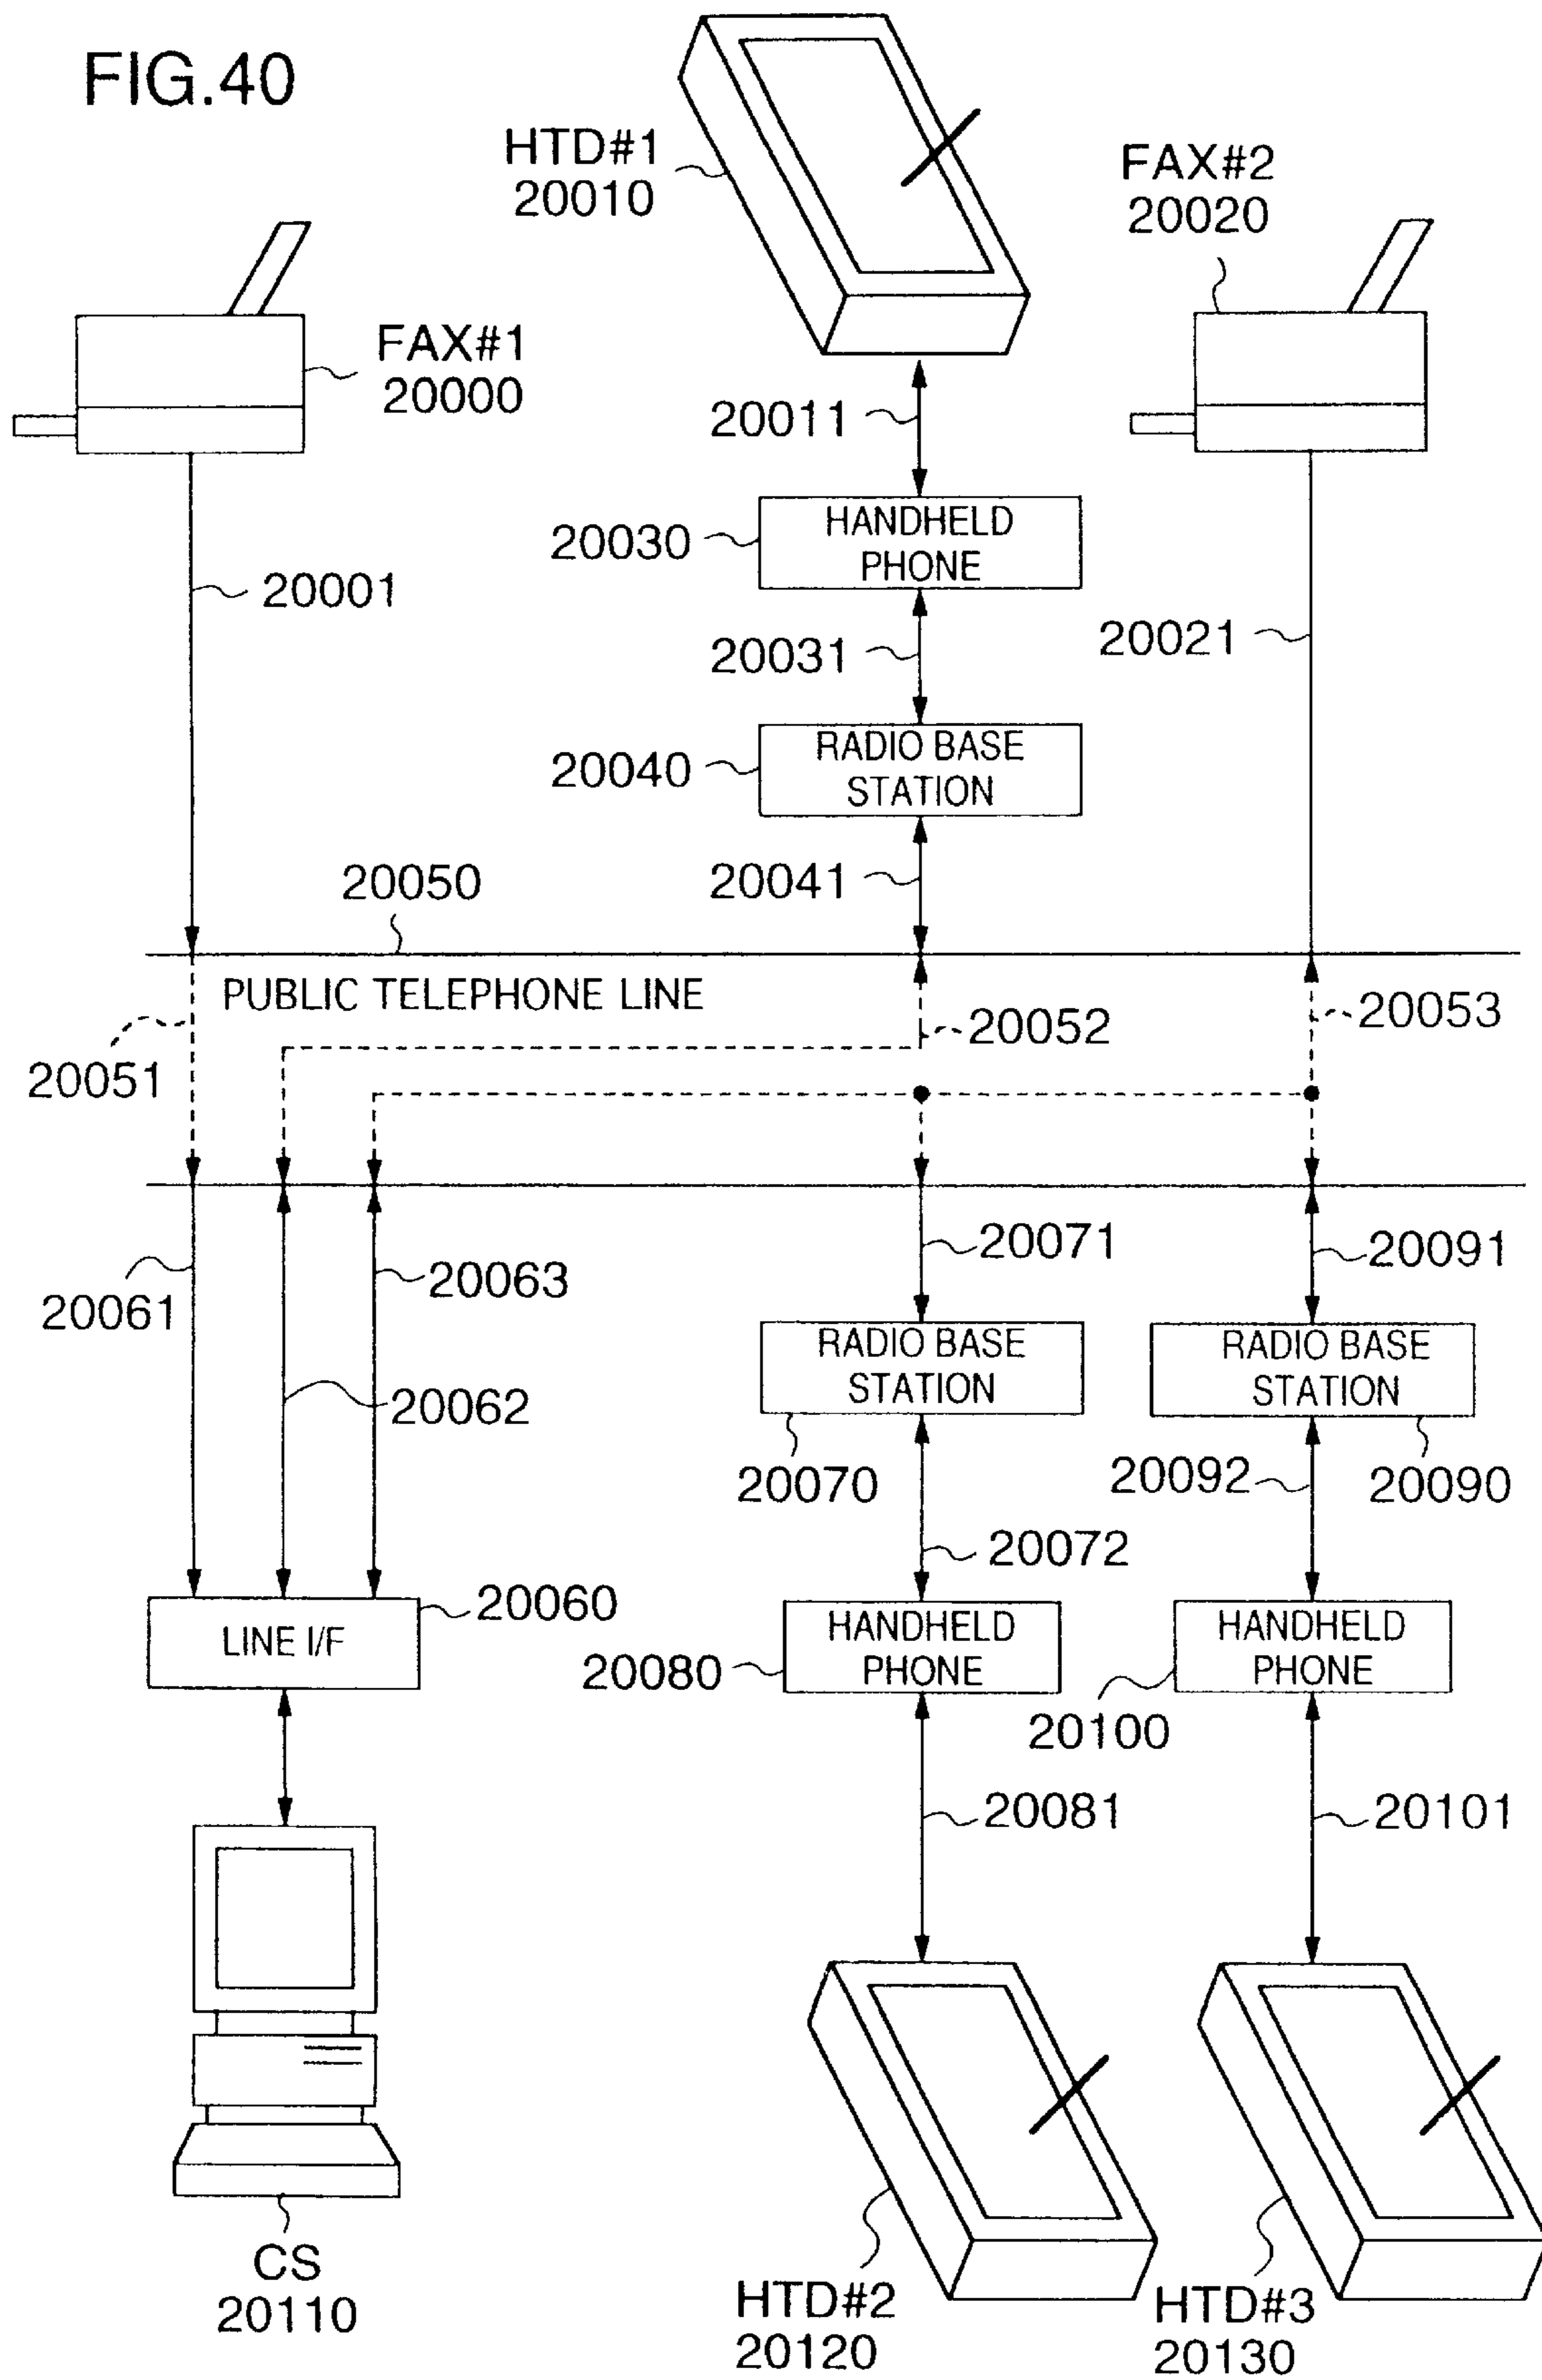 FIG.40
HTD#1
20010
FAX#2
20020
FAX#1
20000
20011
HANDHELD
PHONE
20030
20001
20031
20021
RADIO BASE
STATION
20040
20050
20041
PUBLIC TELEPHONE LINE
20051
20052
20053
20061
20063
20071
20091
20062
RADIO BASE
STATION
RADIO BASE
STATION
20070
20092
20090
20072
20060
LINE I/F
20080
HANDHELD
PHONE
HANDHELD
PHONE
20100
20081
20101
CS
20110
HTD#2
20120
HTD#3
20130